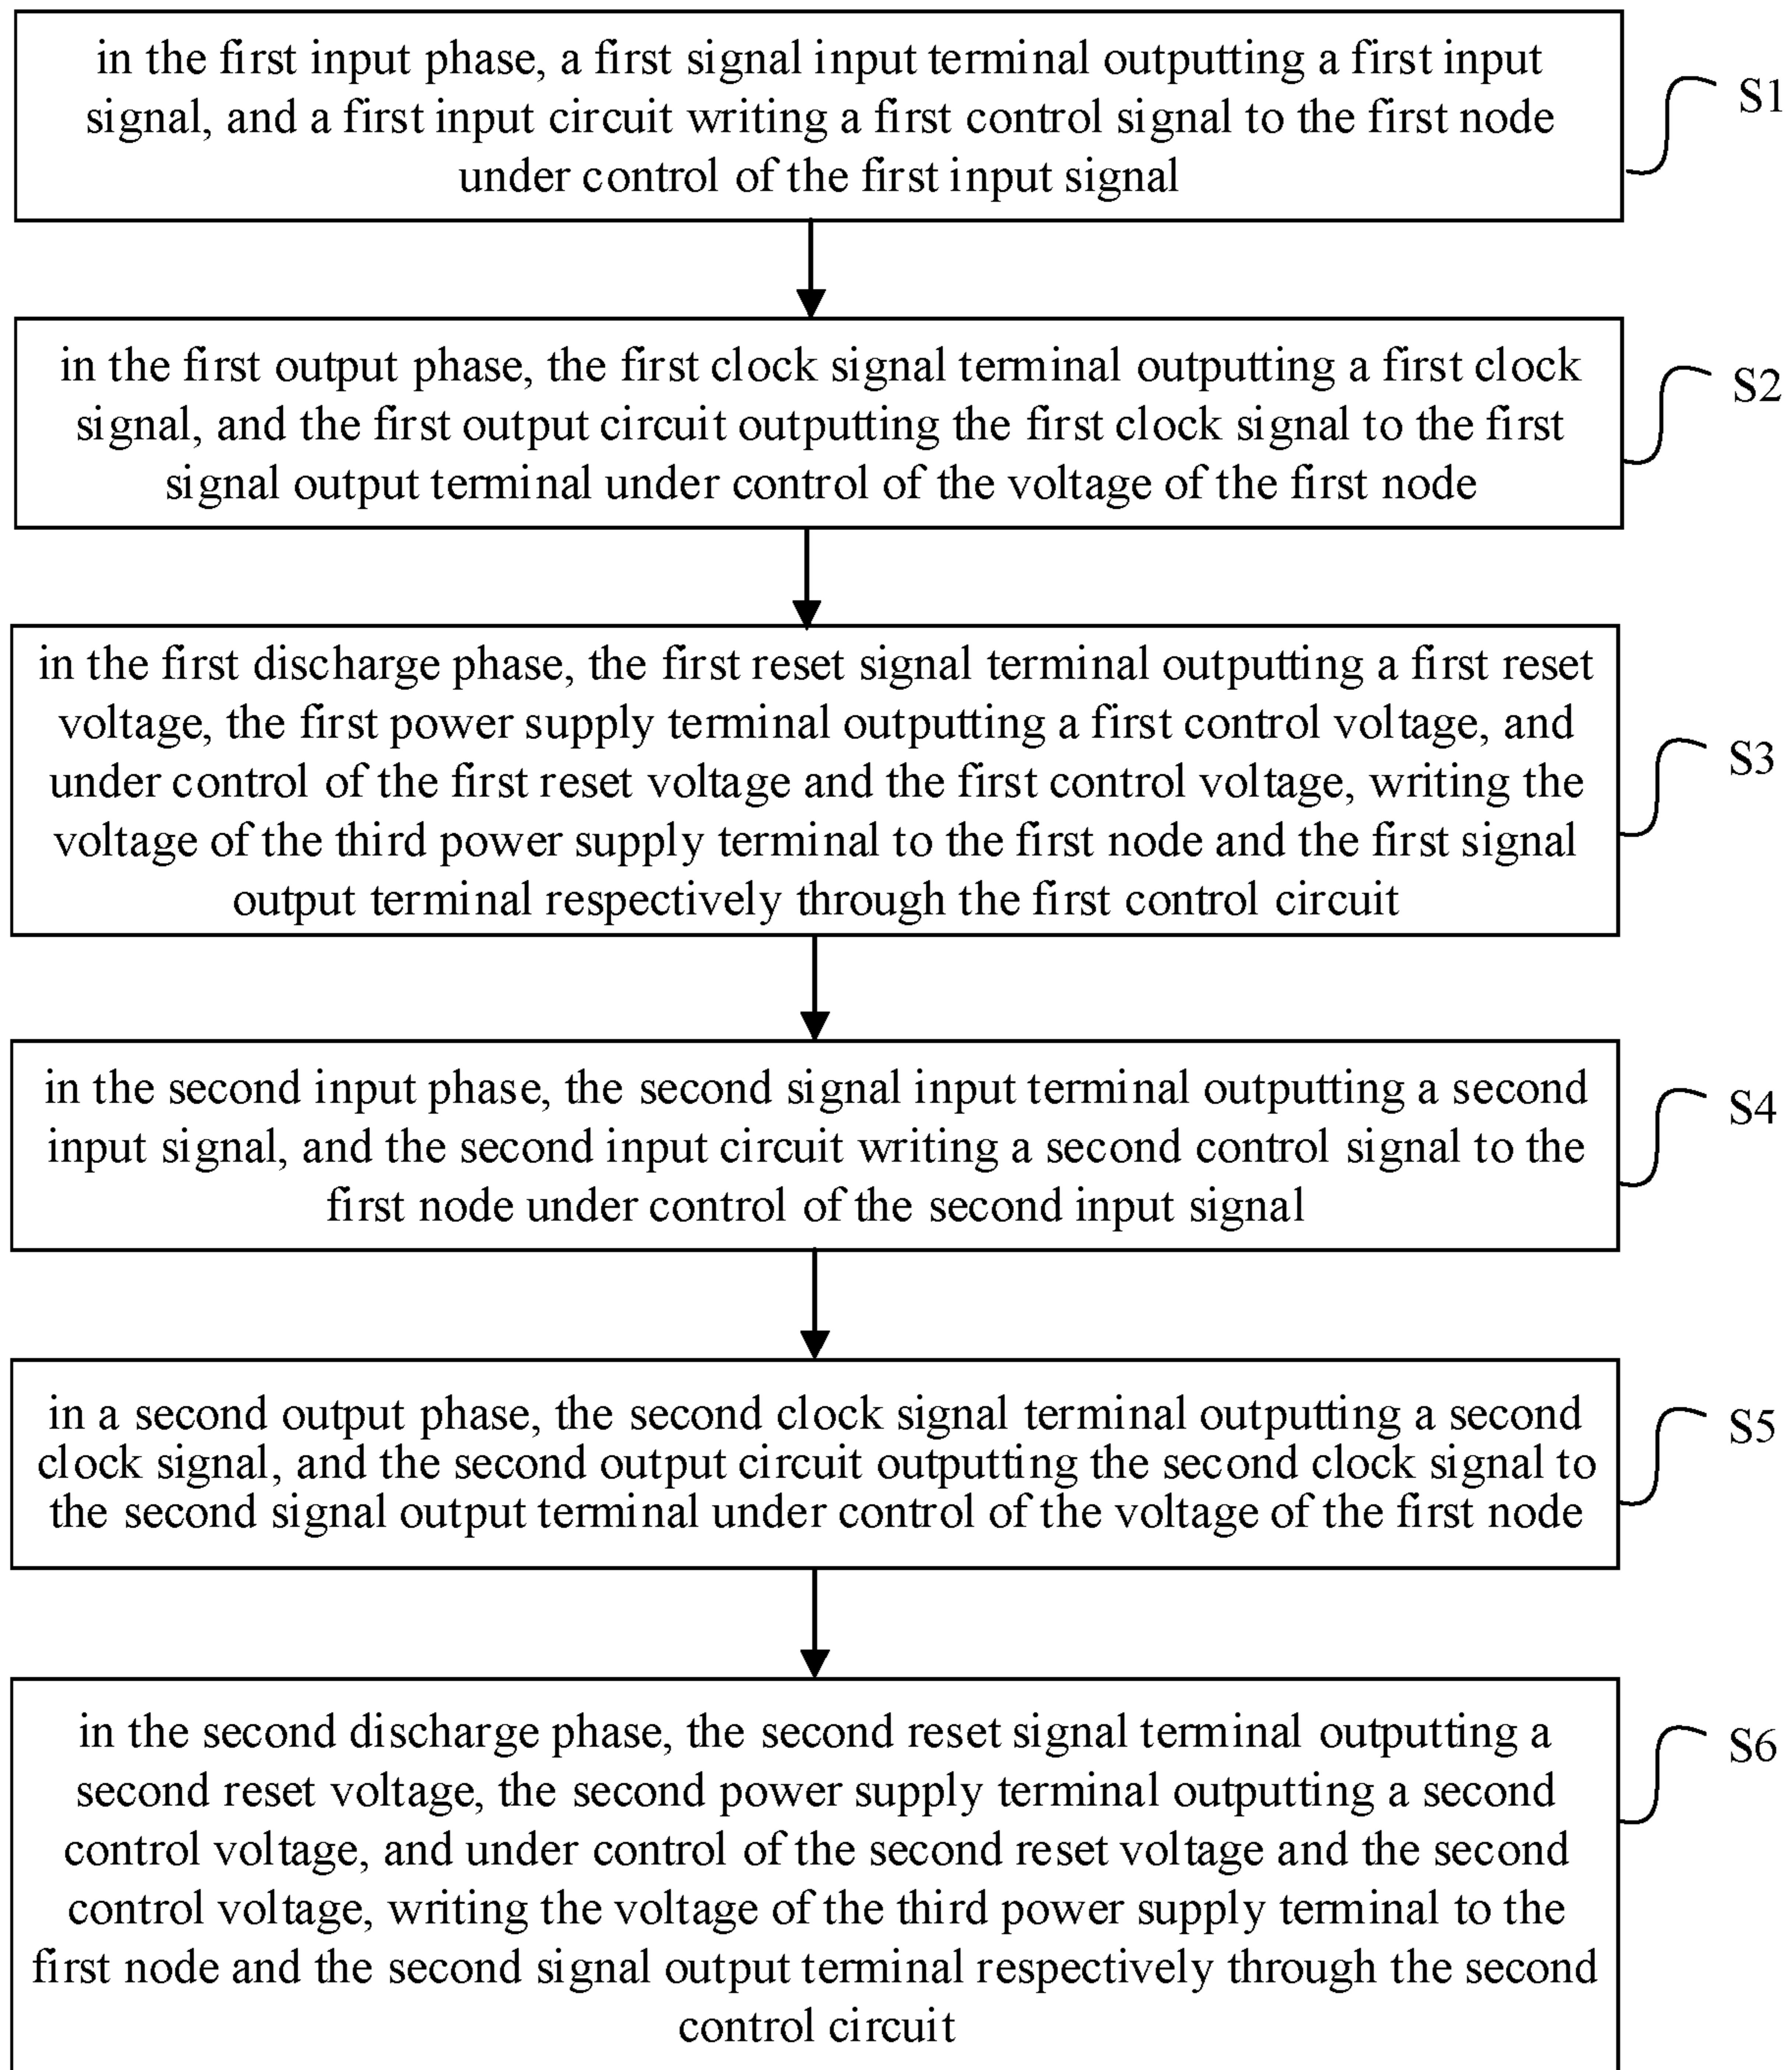 in the first input phase, a first signal input terminal outputting a first input
signal, and a first input circuit writing a first control signal to the first node
under control of the first input signal
S1
in the first output phase, the first clock signal terminal outputting a first clock
signal, and the first output circuit outputting the first clock signal to the first
signal output terminal under control of the voltage of the first node
S2
in the first discharge phase, the first reset signal terminal outputting a first reset
voltage, the first power supply terminal outputting a first control voltage, and
under control of the first reset voltage and the first control voltage, writing the
voltage of the third power supply terminal to the first node and the first signal
output terminal respectively through the first control circuit
S3
in the second input phase, the second signal input terminal outputting a second
input signal, and the second input circuit writing a second control signal to the
first node under control of the second input signal
S4
in a second output phase, the second clock signal terminal outputting a second
clock signal, and the second output circuit outputting the second clock signal to
the second signal output terminal under control of the voltage of the first node
S5
in the second discharge phase, the second reset signal terminal outputting a
second reset voltage, the second power supply terminal outputting a second
control voltage, and under control of the second reset voltage and the second
control voltage, writing the voltage of the third power supply terminal to the
first node and the second signal output terminal respectively through the second
control circuit
S6